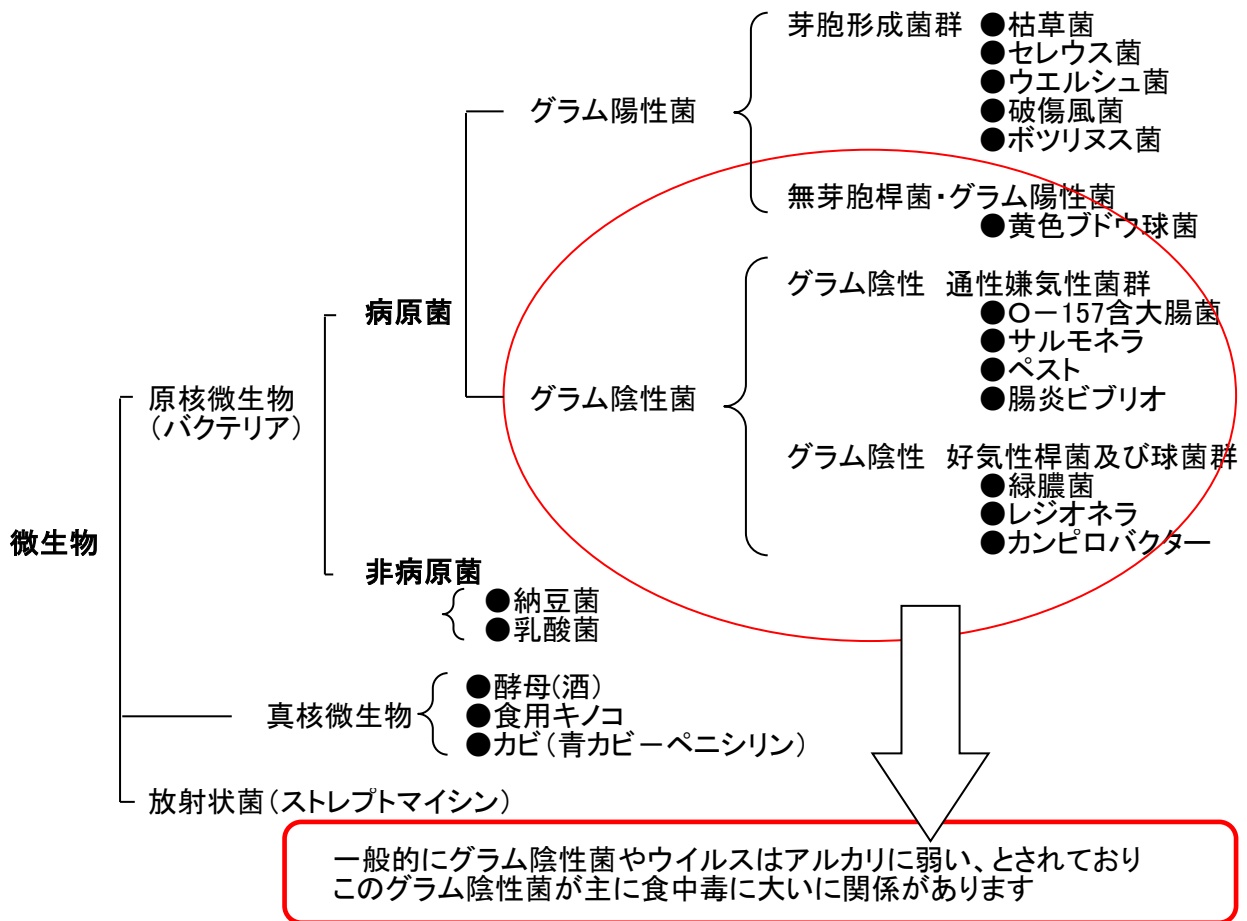 芽胞形成菌群 ●枯草菌
●セレウス菌
●ウエルシュ菌
●破傷風菌
●ボツリヌス菌
グラム陽性菌
無芽胞桿菌・グラム陽性菌
●黄色ブドウ球菌
グラム陰性 通性嫌気性菌群
●O－157含大腸菌
●サルモネラ
●ペスト
●腸炎ビブリオ
病原菌
グラム陰性菌
原核微生物
（バクテリア）
グラム陰性 好気性桿菌及び球菌群
●緑膿菌
●レジオネラ
●カンピロバクター
微生物
非病原菌
●納豆菌
●乳酸菌
真核微生物
●酵母(酒)
●食用キノコ
●カビ（青カビ－ペニシリン）
放射状菌（ストレプトマイシン）
一般的にグラム陰性菌やウイルスはアルカリに弱い、とされており
このグラム陰性菌が主に食中毒に大いに関係があります